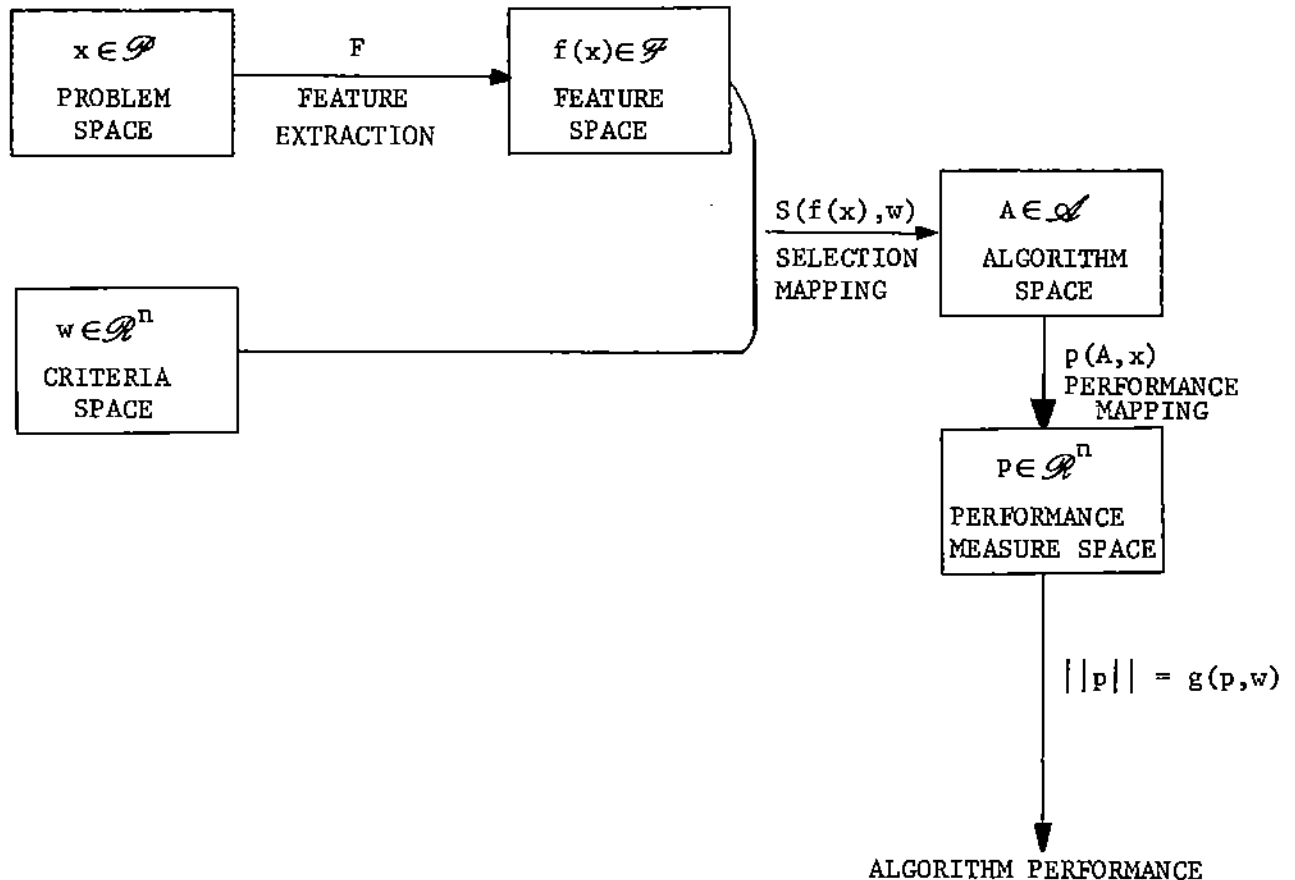 x ∈ 𝒫
PROBLEM
SPACE
F
FEATURE
EXTRACTION
f(x) ∈ ℱ
FEATURE
SPACE
w ∈ ℛⁿ
CRITERIA
SPACE
S(f(x),w)
SELECTION
MAPPING
A ∈ 𝒜
ALGORITHM
SPACE
p(A,x)
PERFORMANCE
MAPPING
p ∈ ℛⁿ
PERFORMANCE
MEASURE SPACE
||p|| = g(p,w)
ALGORITHM PERFORMANCE